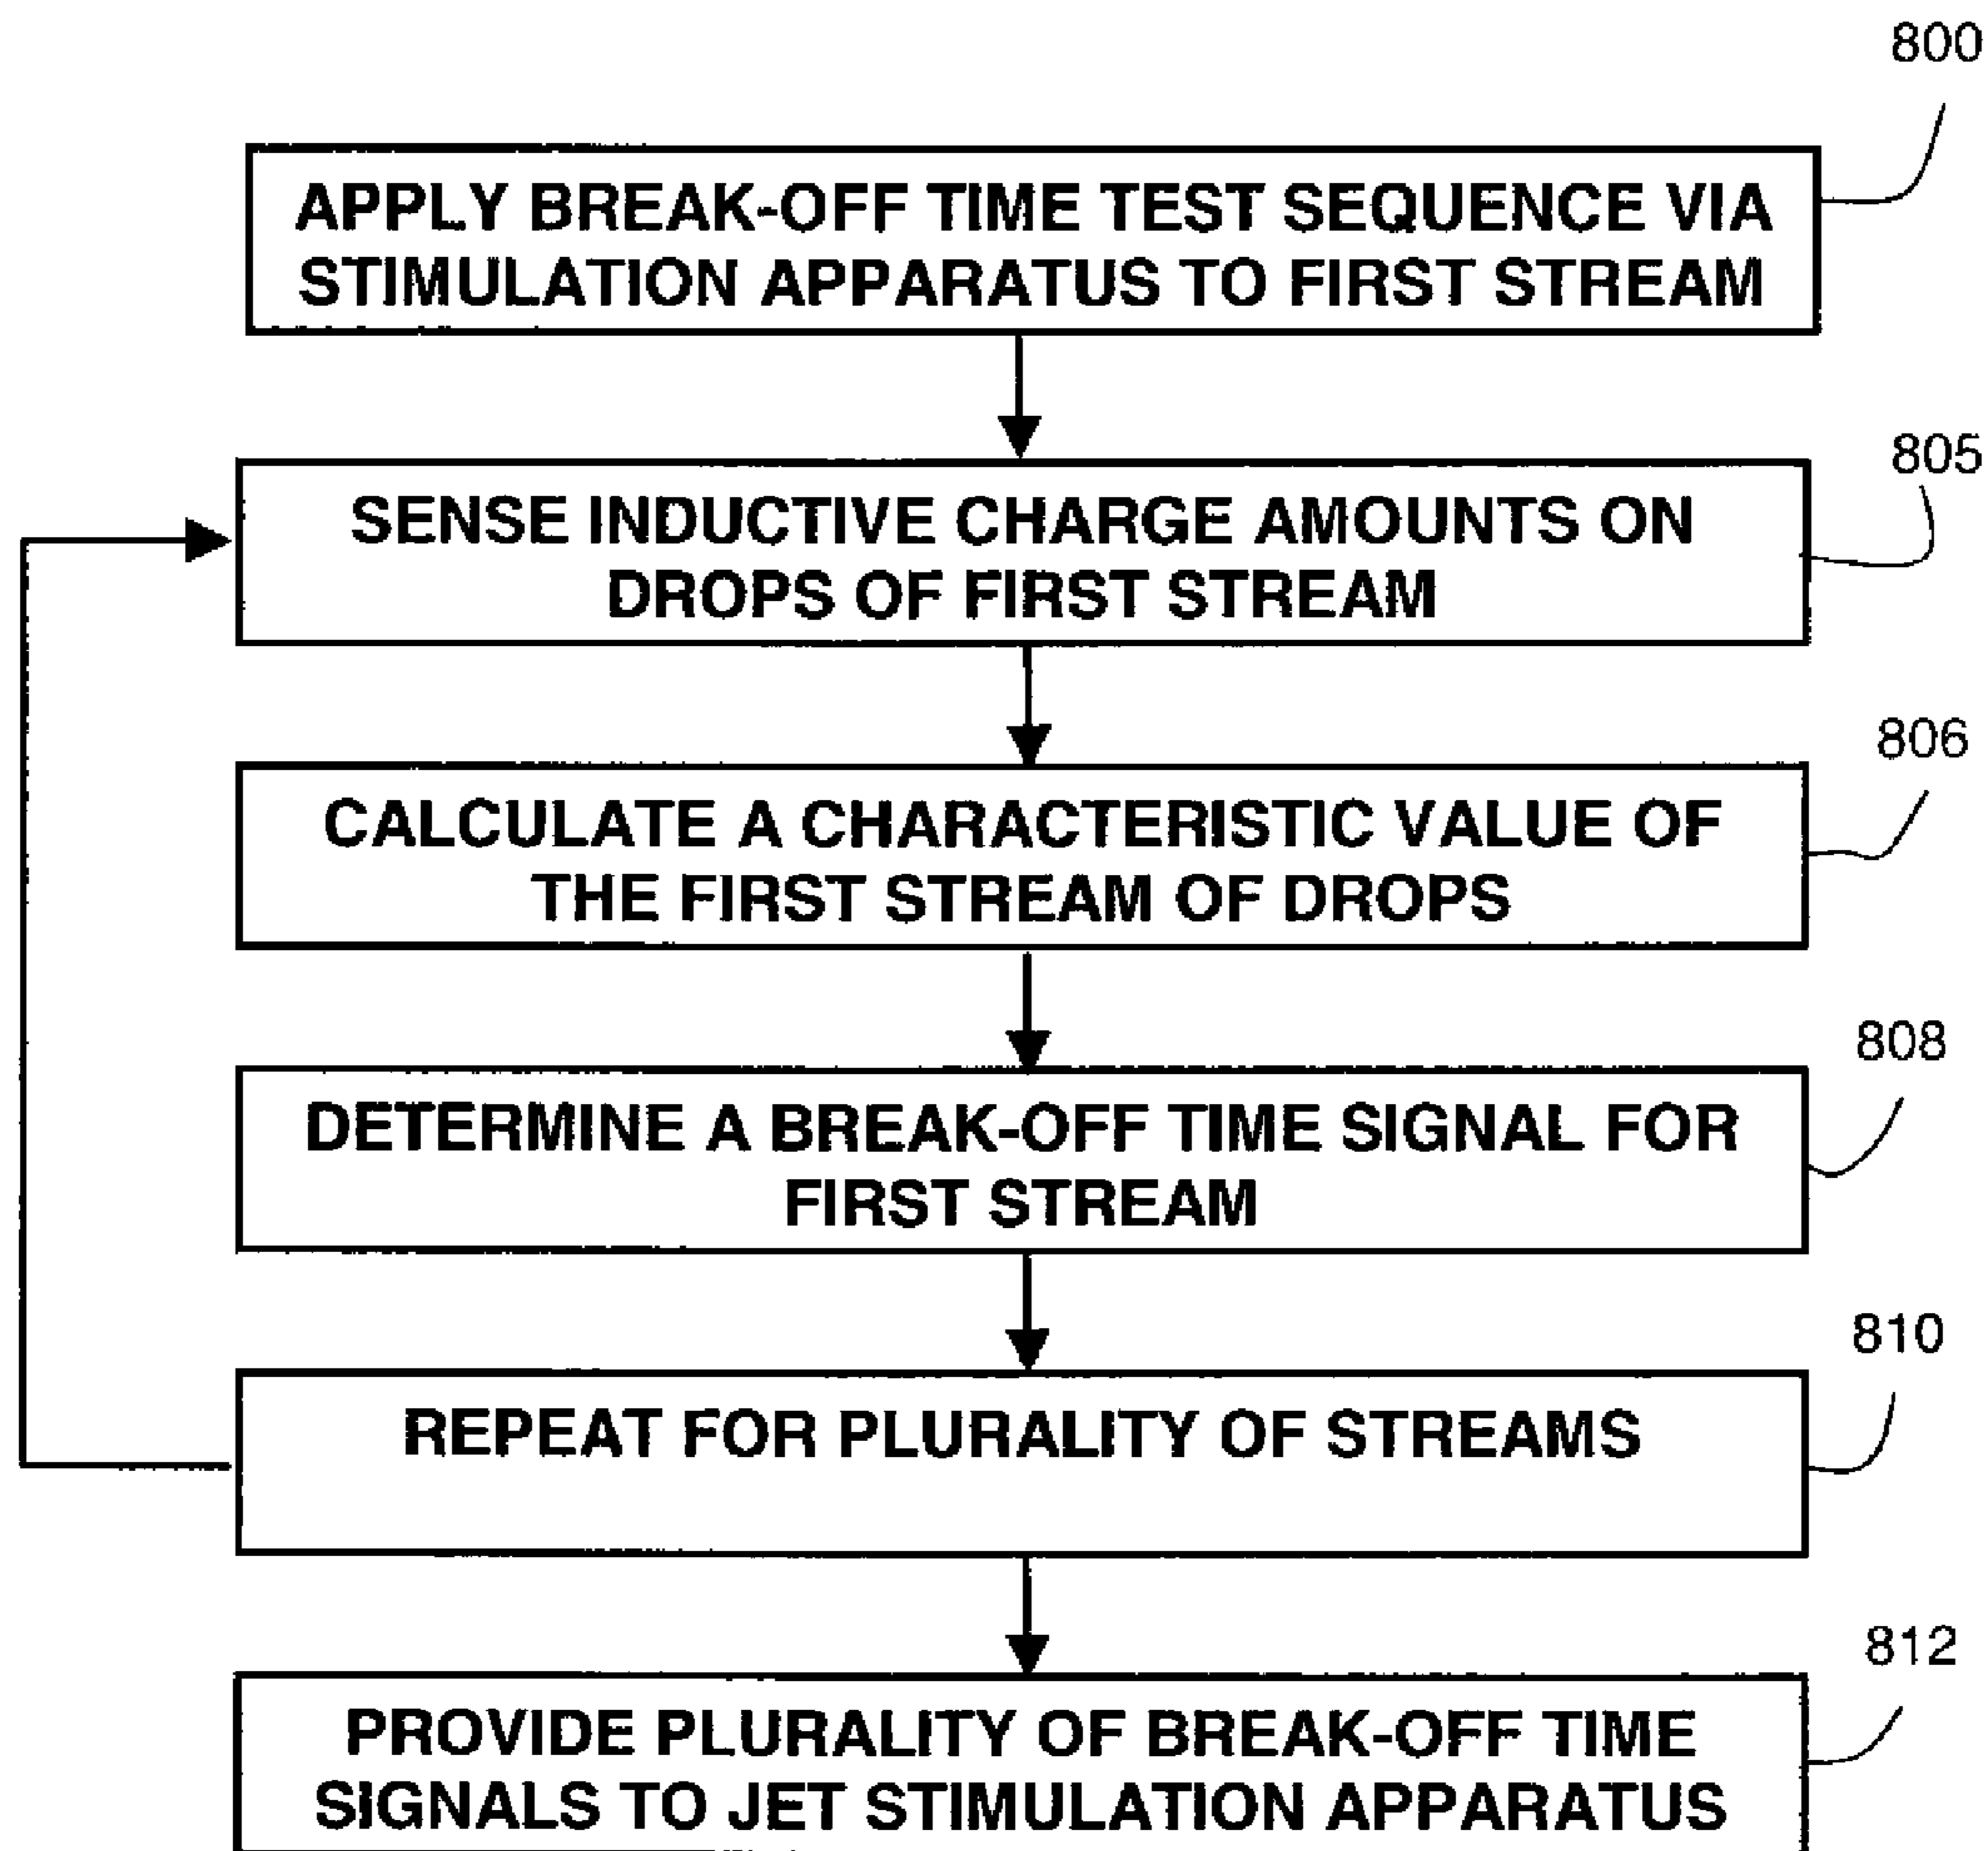 800
APPLY BREAK-OFF TIME TEST SEQUENCE VIA
STIMULATION APPARATUS TO FIRST STREAM
805
SENSE INDUCTIVE CHARGE AMOUNTS ON
DROPS OF FIRST STREAM
806
CALCULATE A CHARACTERISTIC VALUE OF
THE FIRST STREAM OF DROPS
808
DETERMINE A BREAK-OFF TIME SIGNAL FOR
FIRST STREAM
810
REPEAT FOR PLURALITY OF STREAMS
812
PROVIDE PLURALITY OF BREAK-OFF TIME
SIGNALS TO JET STIMULATION APPARATUS